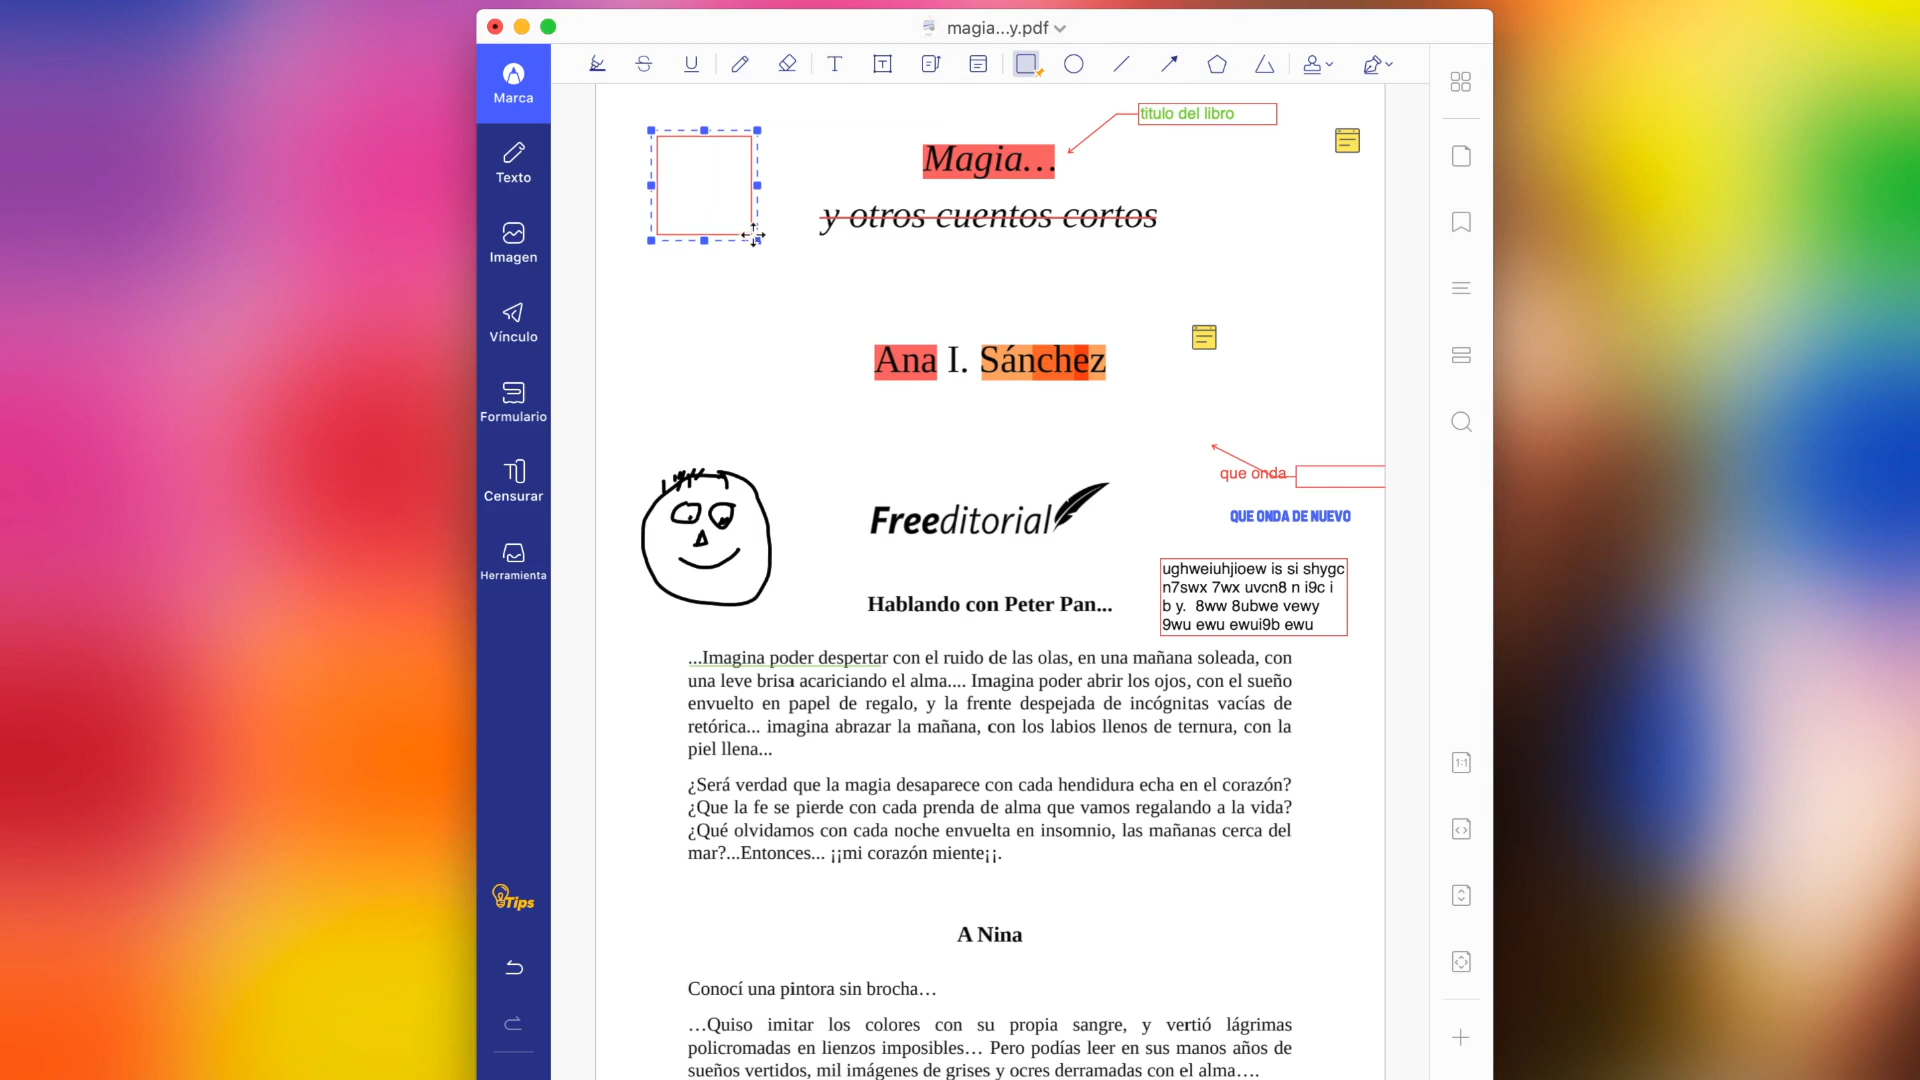 magia...y.pdf
Marca
Texto
Imagen
Vínculo
Formulario
Censurar
Herramienta
Tips
T
T
titulo del libro
Magia…
y otros cuentos cortos
Ana I. Sánchez
que onda
Freeditorial
QUE ONDA DE NUEVO
ughweiuhjioew is si shygc
n7swx 7wx uvcn8 n i9c i
b y.  8ww 8ubwe vewy
9wu ewu ewui9b ewu
Hablando con Peter Pan...
...Imagina poder despertar con el ruido de las olas, en una mañana soleada, con
una leve brisa acariciando el alma.... Imagina poder abrir los ojos, con el sueño
envuelto en papel de regalo, y la frente despejada de incógnitas vacías de
retórica... imagina abrazar la mañana, con los labios llenos de ternura, con la
piel llena...
¿Será verdad que la magia desaparece con cada hendidura echa en el corazón?
¿Que la fe se pierde con cada prenda de alma que vamos regalando a la vida?
¿Qué olvidamos con cada noche envuelta en insomnio, las mañanas cerca del
mar?...Entonces... ¡¡mi corazón miente¡¡.
A Nina
Conocí una pintora sin brocha…
…Quiso imitar los colores con su propia sangre, y vertió lágrimas
policromadas en lienzos imposibles… Pero podías leer en sus manos años de
sueños vertidos, mil imágenes de grises y ocres derramadas con el alma….
1:1